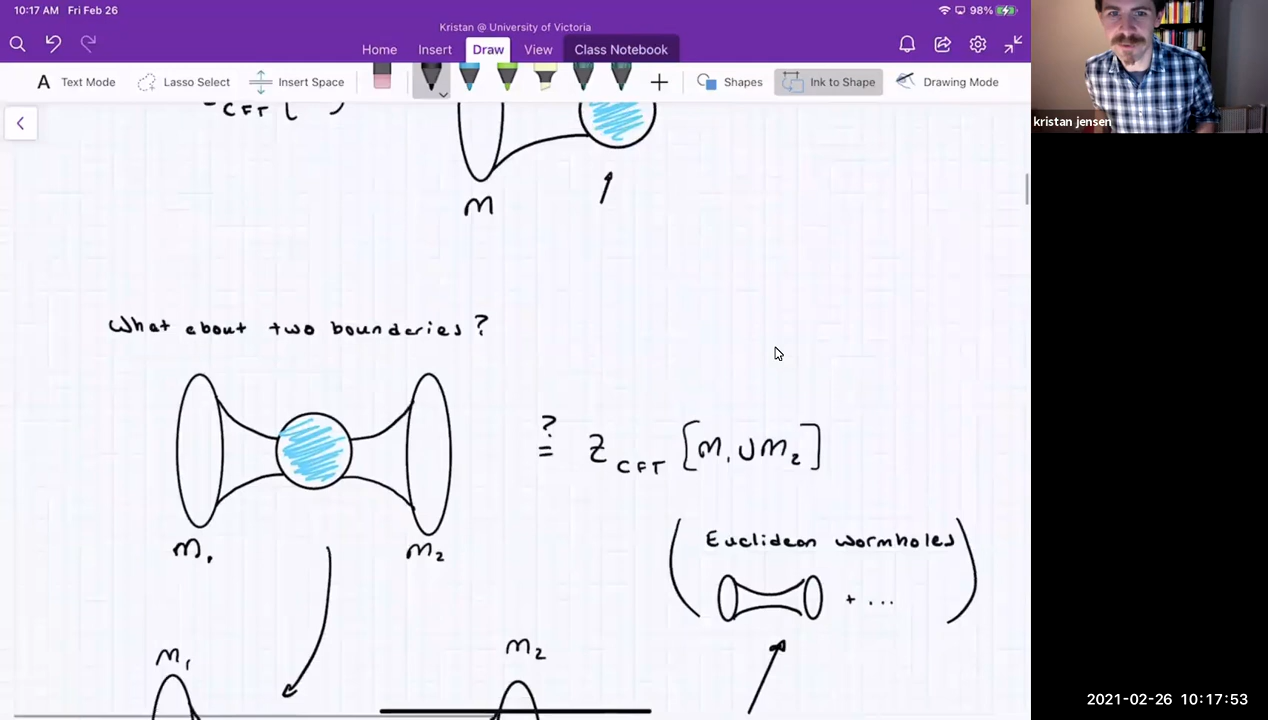 10:17 AM Fri Feb 26
98%
Kristan @ University of Victoria
Home Insert Draw View Class Notebook
Text Mode Lasso Select Insert Space Shapes Ink to Shape Drawing Mode
kristan jensen
CFT
M
What about two boundaries?
M₁ M₂
?
= Z CFT [M₁ ∪ M₂]
(Euclidean wormholes)
+ ...
M₁
M₂
2021-02-26 10:17:53